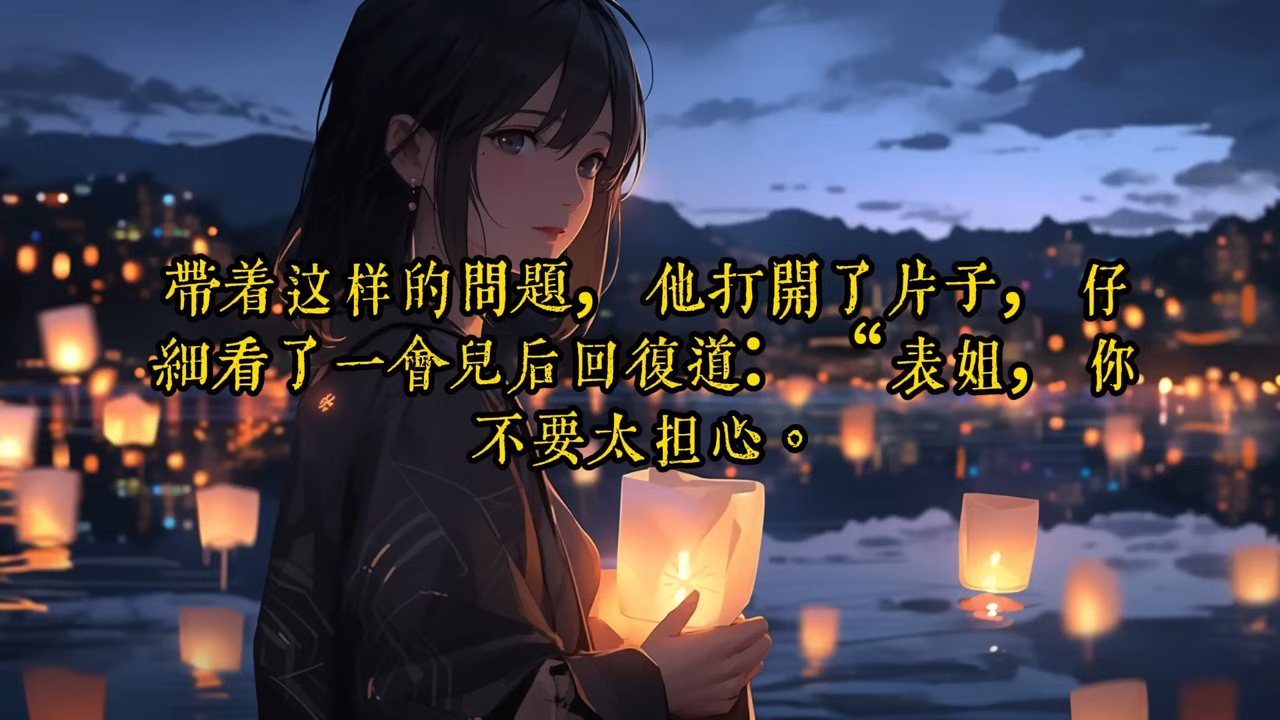 帶着这样的問題, 他打開了片子, 仔
細看了一會兒后回復道: “表姐, 你
不要太担心。